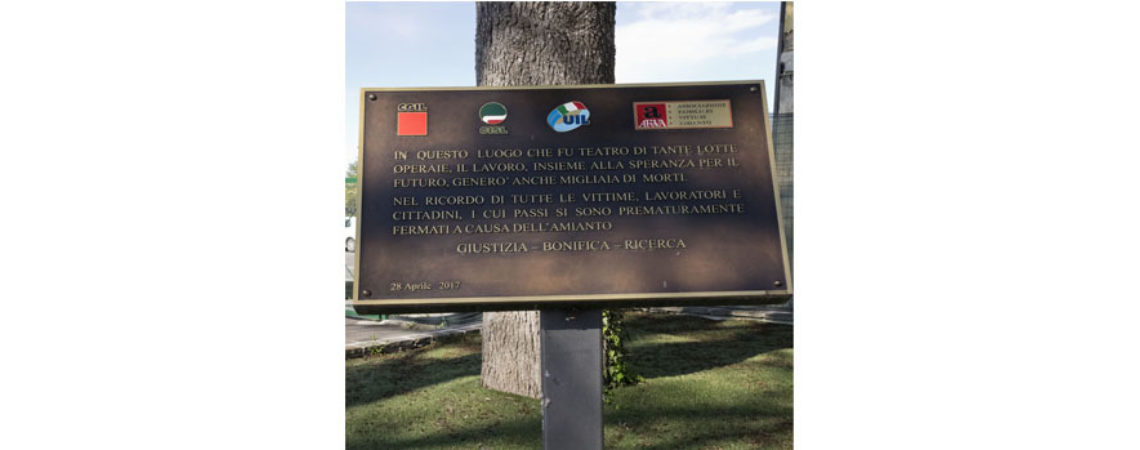 CGIL
CISL
UIL
a
AFEVA
ASSOCIAZIONE
FAMILIARI
VITTIME
AMIANTO
IN QUESTO LUOGO CHE FU TEATRO DI TANTE LOTTE
OPERAIE, IL LAVORO, INSIEME ALLA SPERANZA PER IL
FUTURO, GENERO' ANCHE MIGLIAIA DI MORTI.
NEL RICORDO DI TUTTE LE VITTIME, LAVORATORI E
CITTADINI, I CUI PASSI SI SONO PREMATURAMENTE
FERMATI A CAUSA DELL'AMIANTO
GIUSTIZIA – BONIFICA – RICERCA
28 Aprile 2017